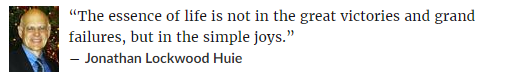 “The essence of life is not in the great victories and grand
failures, but in the simple joys.”
— Jonathan Lockwood Huie